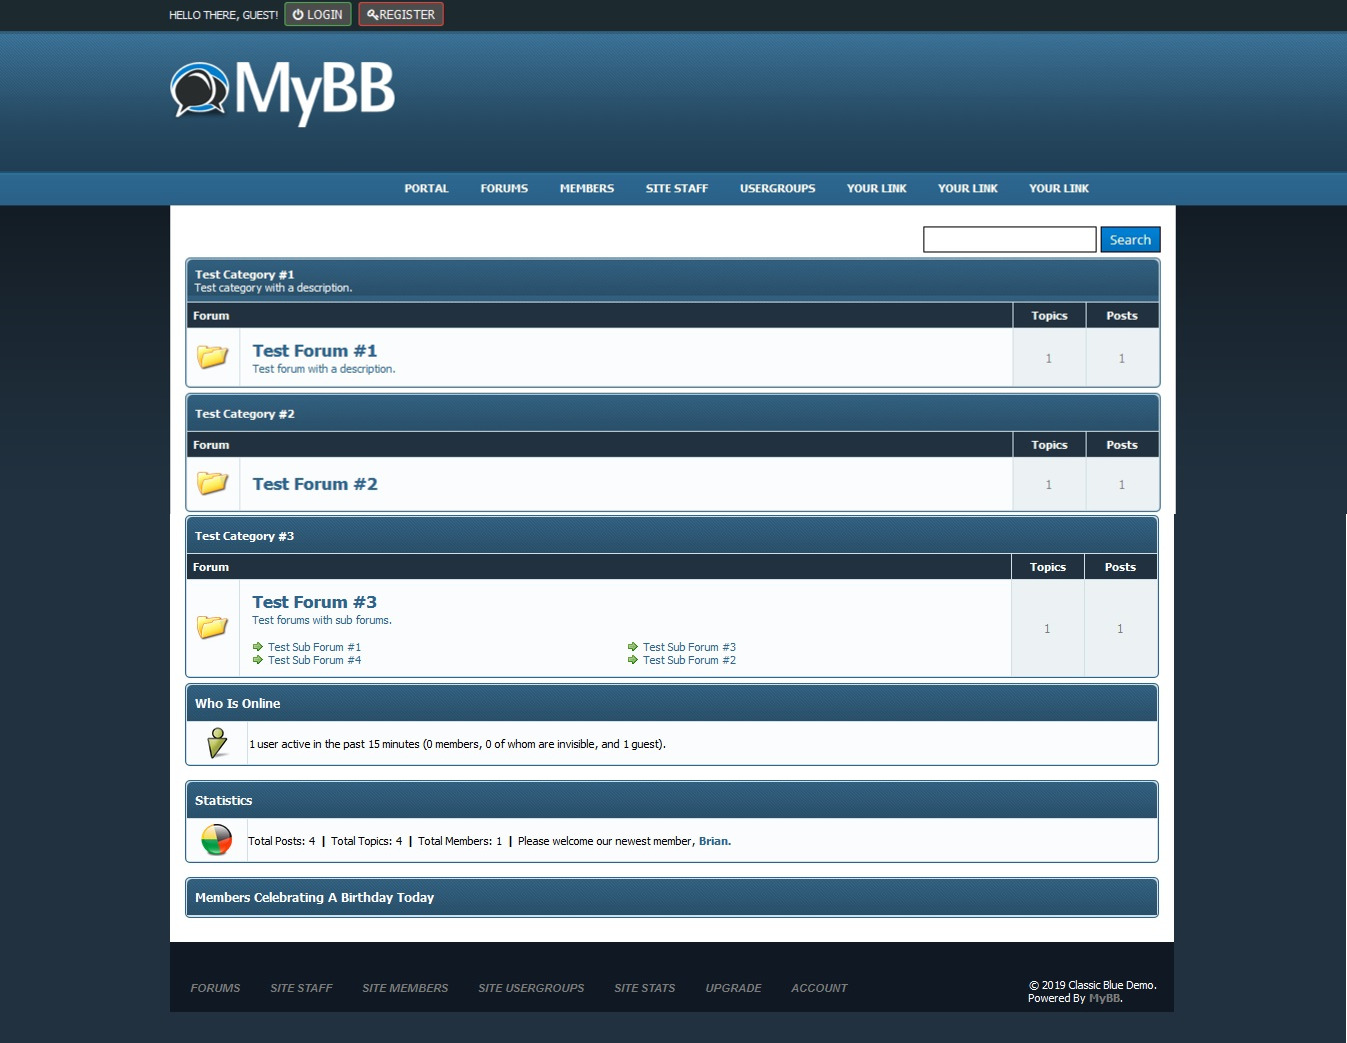 HELLO THERE, GUEST! LOGIN REGISTER
MyBB
PORTAL FORUMS MEMBERS SITE STAFF USERGROUPS YOUR LINK YOUR LINK YOUR LINK
Search
Test Category #1
Test category with a description.
Forum Topics Posts
Test Forum #1
Test forum with a description.
1 1
Test Category #2
Forum Topics Posts
Test Forum #2 1 1
Test Category #3
Forum Topics Posts
Test Forum #3
Test forums with sub forums.
1 1
Test Sub Forum #1 Test Sub Forum #3
Test Sub Forum #4 Test Sub Forum #2
Who Is Online
1 user active in the past 15 minutes (0 members, 0 of whom are invisible, and 1 guest).
Statistics
Total Posts: 4 | Total Topics: 4 | Total Members: 1 | Please welcome our newest member, Brian.
Members Celebrating A Birthday Today
FORUMS SITE STAFF SITE MEMBERS SITE USERGROUPS SITE STATS UPGRADE ACCOUNT
© 2019 Classic Blue Demo.
Powered By MyBB.